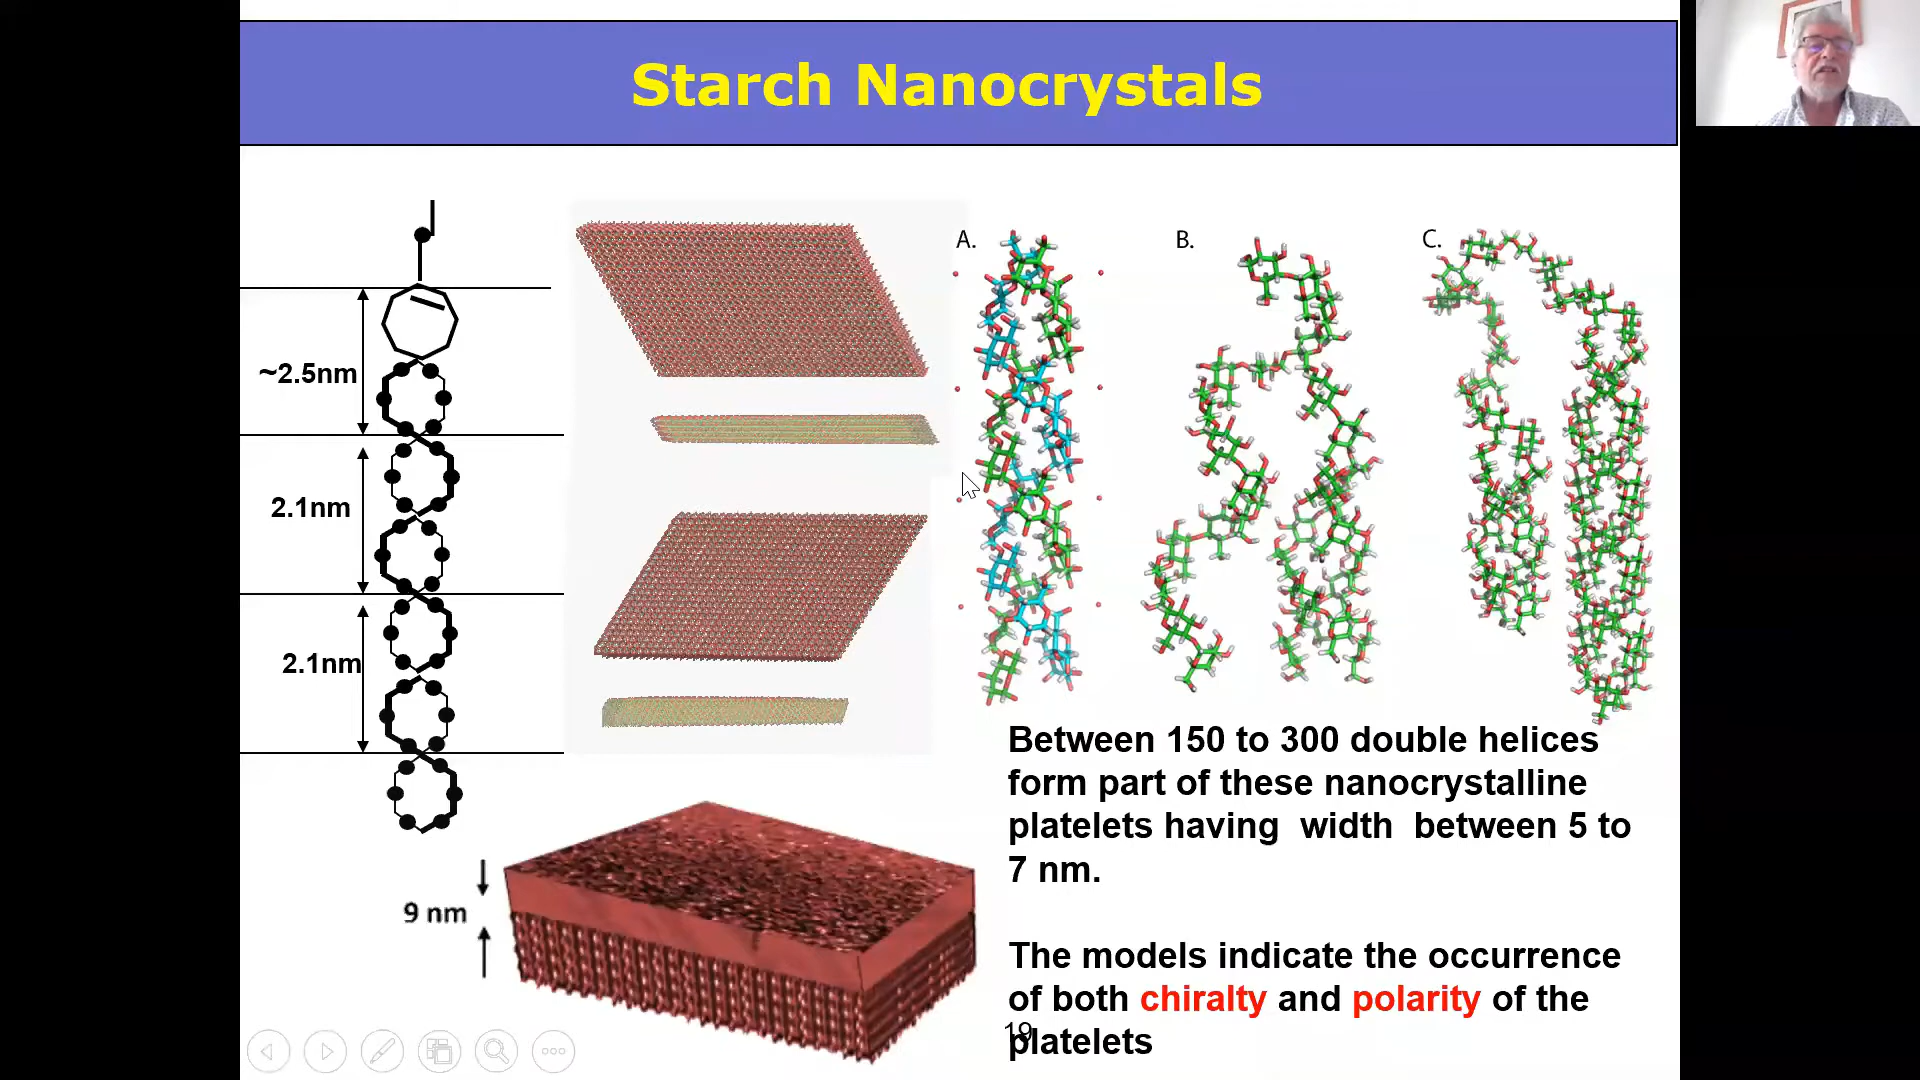 Starch Nanocrystals
~2.5nm
2.1nm
2.1nm
9 nm
A.
B.
C.
Between 150 to 300 double helices
form part of these nanocrystalline
platelets having width between 5 to
7 nm.
The models indicate the occurrence
of both chiralty and polarity of the
platelets
19